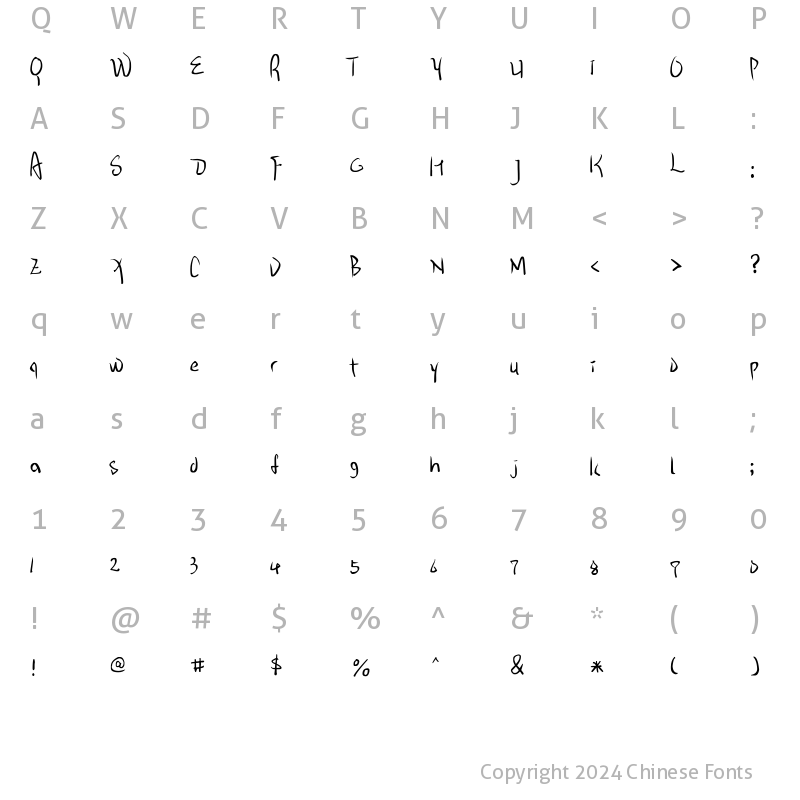 Q W E R T Y U I O P
Q W E R T Y U I O P
A S D F G H J K L :
A S D F G H J K L :
Z X C V B N M < > ?
Z X C V B N M < > ?
q w e r t y u i o p
q w e r t y u i o p
a s d f g h j k l ;
a s d f g h j k l ;
1 2 3 4 5 6 7 8 9 0
1 2 3 4 5 6 7 8 9 0
! @ # $ % ^ & * ( )
! @ # $ % ^ & * ( )
Copyright 2024 Chinese Fonts